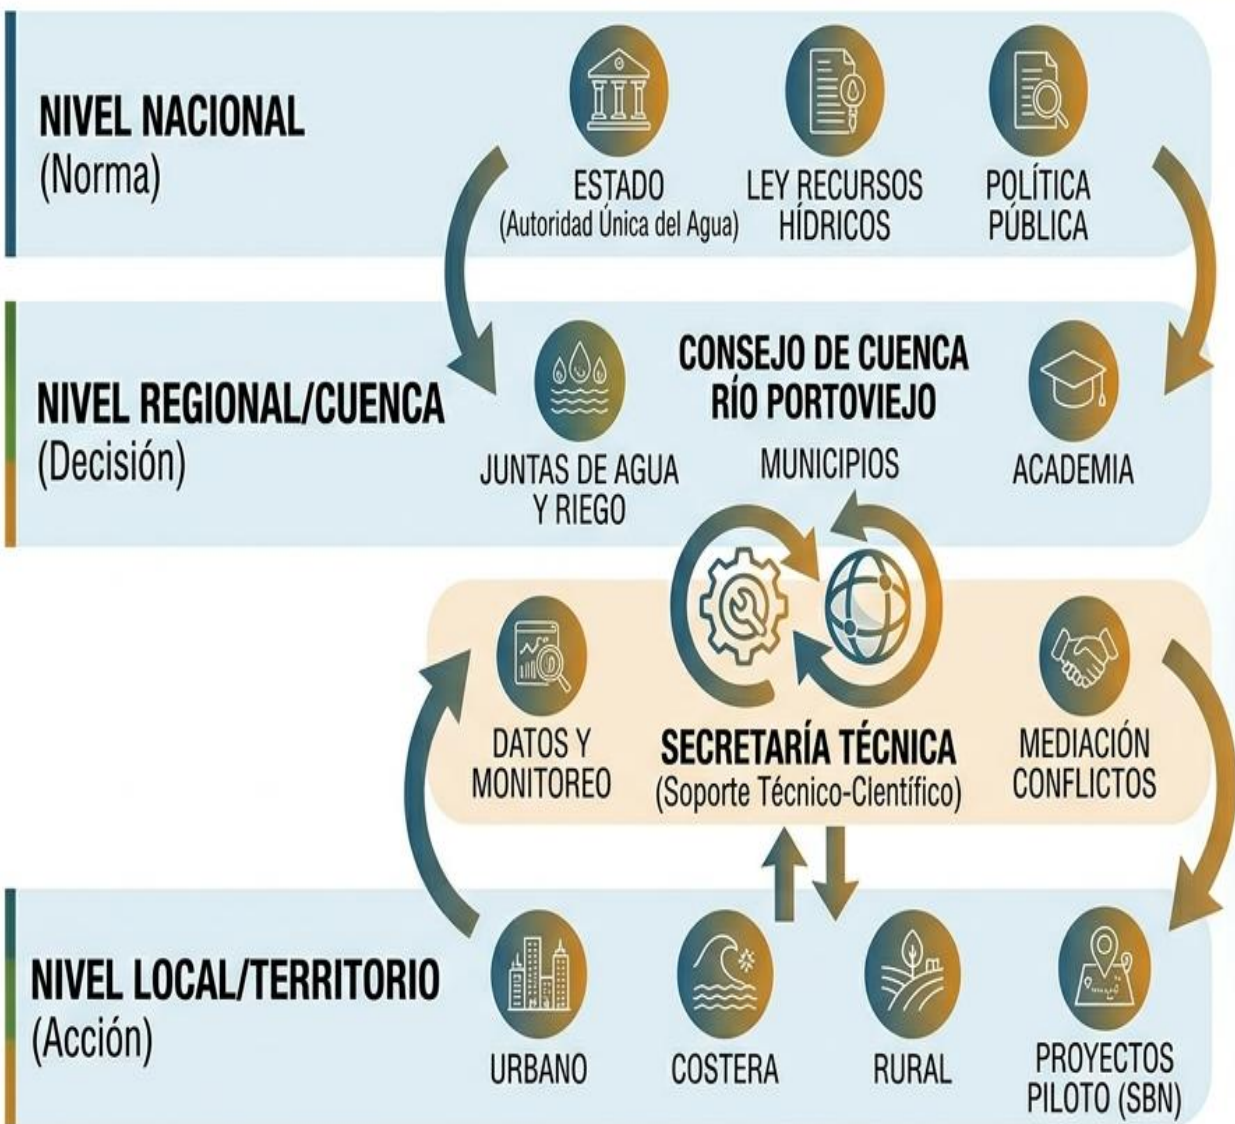 NIVEL NACIONAL
(Norma)
ESTADO
(Autoridad Única del Agua)
LEY RECURSOS
HÍDRICOS
POLÍTICA
PÚBLICA
NIVEL REGIONAL/CUENCA
(Decisión)
JUNTAS DE AGUA
Y RIEGO
CONSEJO DE CUENCA
RÍO PORTOVIEJO
MUNICIPIOS
ACADEMIA
DATOS Y
MONITOREO
SECRETARÍA TÉCNICA
(Soporte Técnico-Clentífico)
MEDIACIÓN
CONFLICTOS
NIVEL LOCAL/TERRITORIO
(Acción)
URBANO
COSTERA
RURAL
PROYECTOS
PILOTO (SBN)